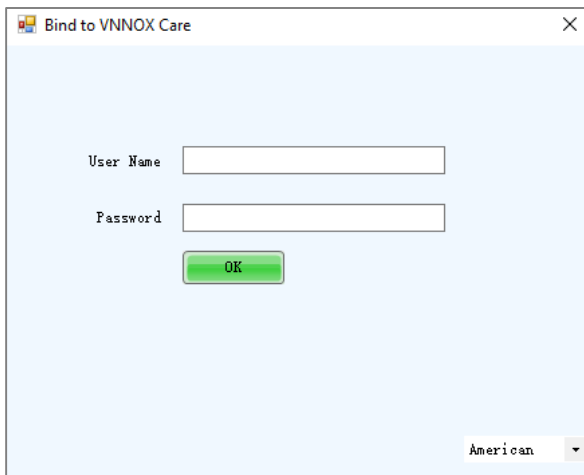 Bind to VNNOX Care
User Name
Password
OK
American